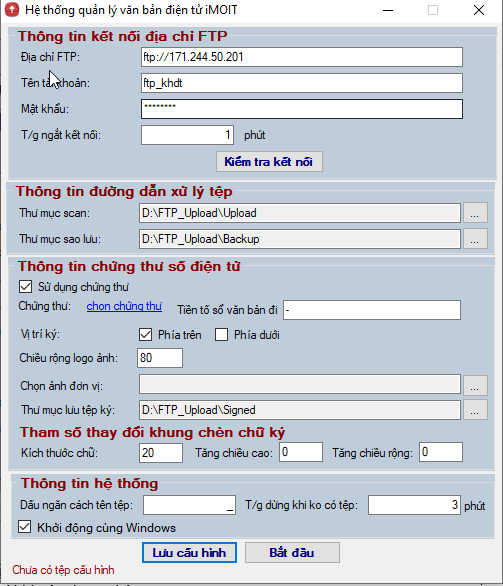 Hệ thống quản lý văn bản điện tử iMOIT
Thông tin kết nối địa chỉ FTP
Địa chỉ FTP: ftp://171.244.50.201
Tên tài khoản: ftp_khdt
Mật khẩu: ********
T/g ngắt kết nối: 1 phút
Kiểm tra kết nối
Thông tin đường dẫn xử lý tệp
Thư mục scan: D:\FTP_Upload\Upload ...
Thư mục sao lưu: D:\FTP_Upload\Backup ...
Thông tin chứng thư số điện tử
Sử dụng chứng thư
Chứng thư: chon chứng thư Tiền tố số văn bản đi -
Vị trí ký: Phía trên Phía dưới
Chiều rộng logo ảnh: 80
Chọn ảnh đơn vị: ...
Thư mục lưu tệp ký: D:\FTP_Upload\Signed ...
Tham số thay đổi khung chèn chữ ký
Kích thước chữ: 20 Tăng chiều cao: 0 Tăng chiều rộng: 0
Thông tin hệ thống
Dấu ngăn cách tên tệp: _ T/g dừng khi ko có tệp: 3 phút
Khởi động cùng Windows
Lưu cấu hình Bắt đầu
Chưa có tệp cấu hình